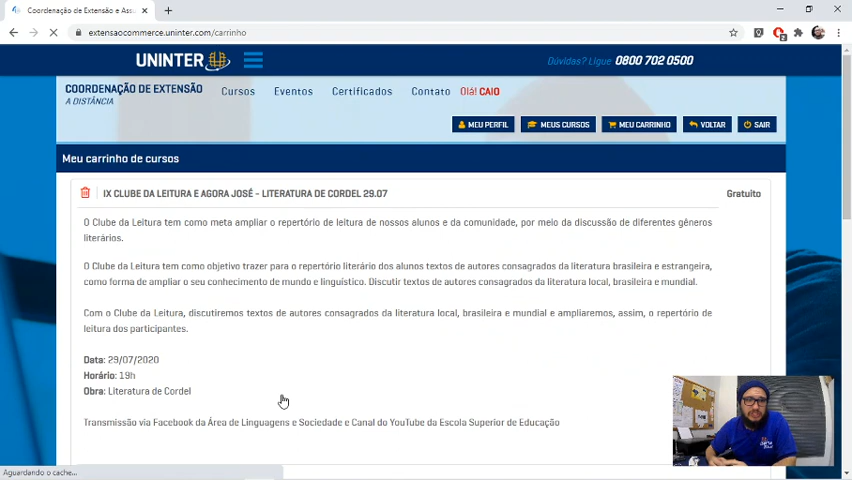 Coordenação de Extensão e Ass
extensaocommerce.uninter.com/carrinho
UNINTER
Dúvidas? Ligue 0800 702 0500
COORDENAÇÃO DE EXTENSÃO
A DISTÂNCIA
Cursos Eventos Certificados Contato Olá! CAIO
MEU PERFIL MEUS CURSOS MEU CARRINHO VOLTAR SAIR
Meu carrinho de cursos
IX CLUBE DA LEITURA E AGORA JOSÉ - LITERATURA DE CORDEL 29.07 Gratuito
O Clube da Leitura tem como meta ampliar o repertório de leitura de nossos alunos e da comunidade, por meio da discussão de diferentes gêneros
literários.
O Clube da Leitura tem como objetivo trazer para o repertório literário dos alunos textos de autores consagrados da literatura brasileira e estrangeira,
como forma de ampliar o seu conhecimento de mundo e linguístico. Discutir textos de autores consagrados da literatura local, brasileira e mundial.
Com o Clube da Leitura, discutiremos textos de autores consagrados da literatura local, brasileira e mundial e ampliaremos, assim, o repertório de
leitura dos participantes.
Data: 29/07/2020
Horário: 19h
Obra: Literatura de Cordel
Transmissão via Facebook da Área de Linguagens e Sociedade e Canal do YouTube da Escola Superior de Educação
Aguardando o cache...